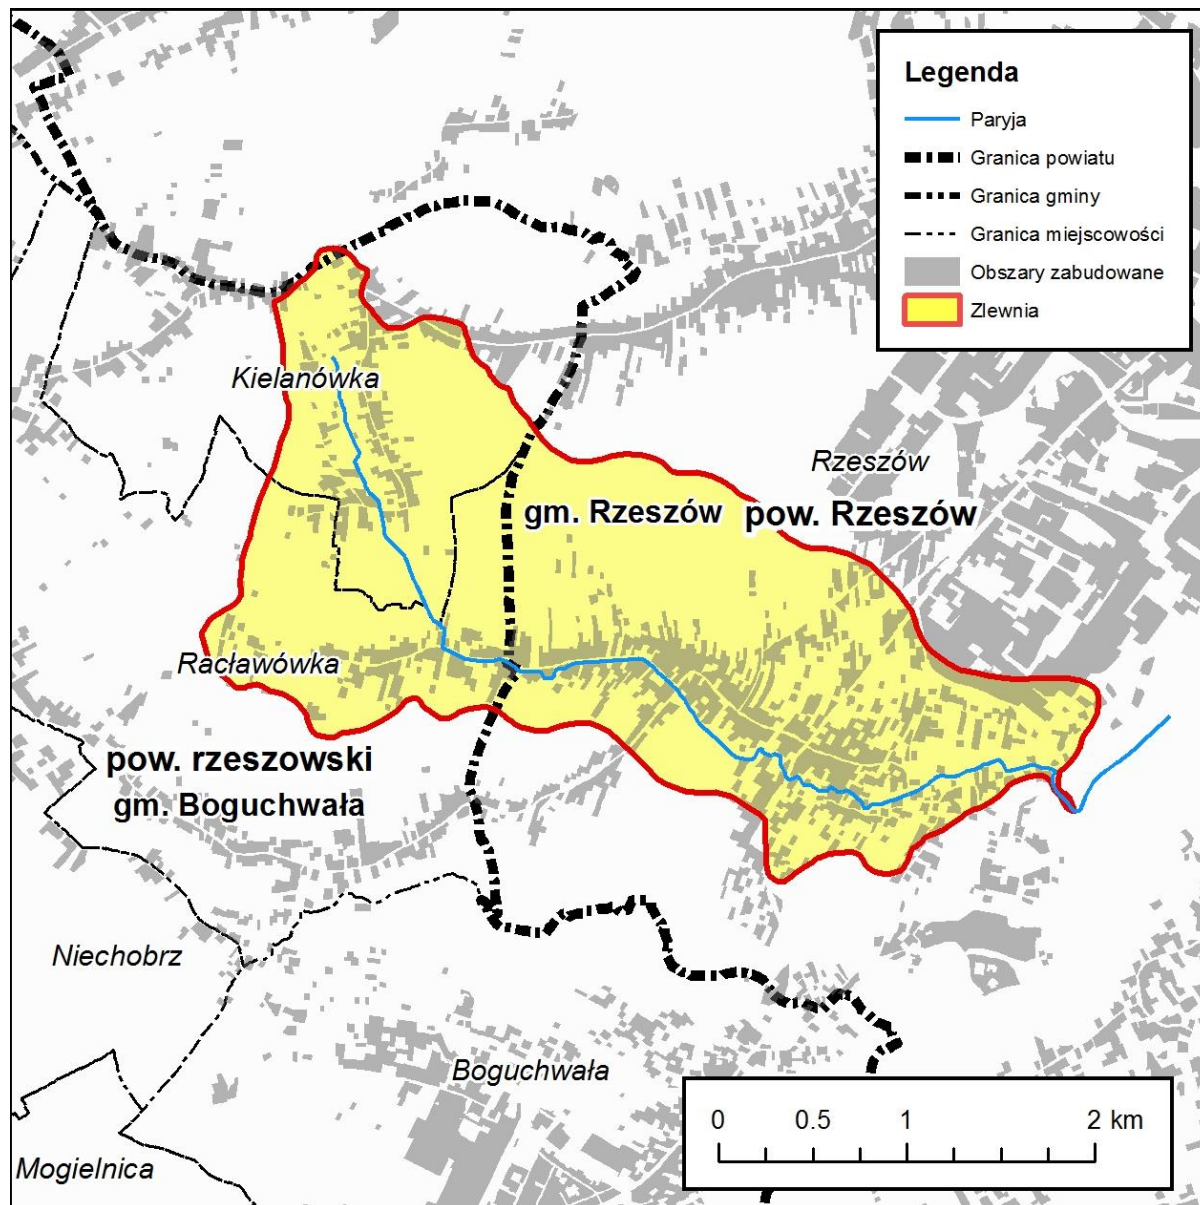 Legenda
Paryja
Granica powiatu
Granica gminy
Granica miejscowości
Obszary zabudowane
Zlewnia
Kielanówka
Rzeszów
gm. Rzeszów pow. Rzeszów
Racławówka
pow. rzeszowski
gm. Boguchwała
Niechobrz
Boguchwała
Mogielnica
0 0.5 1 2 km